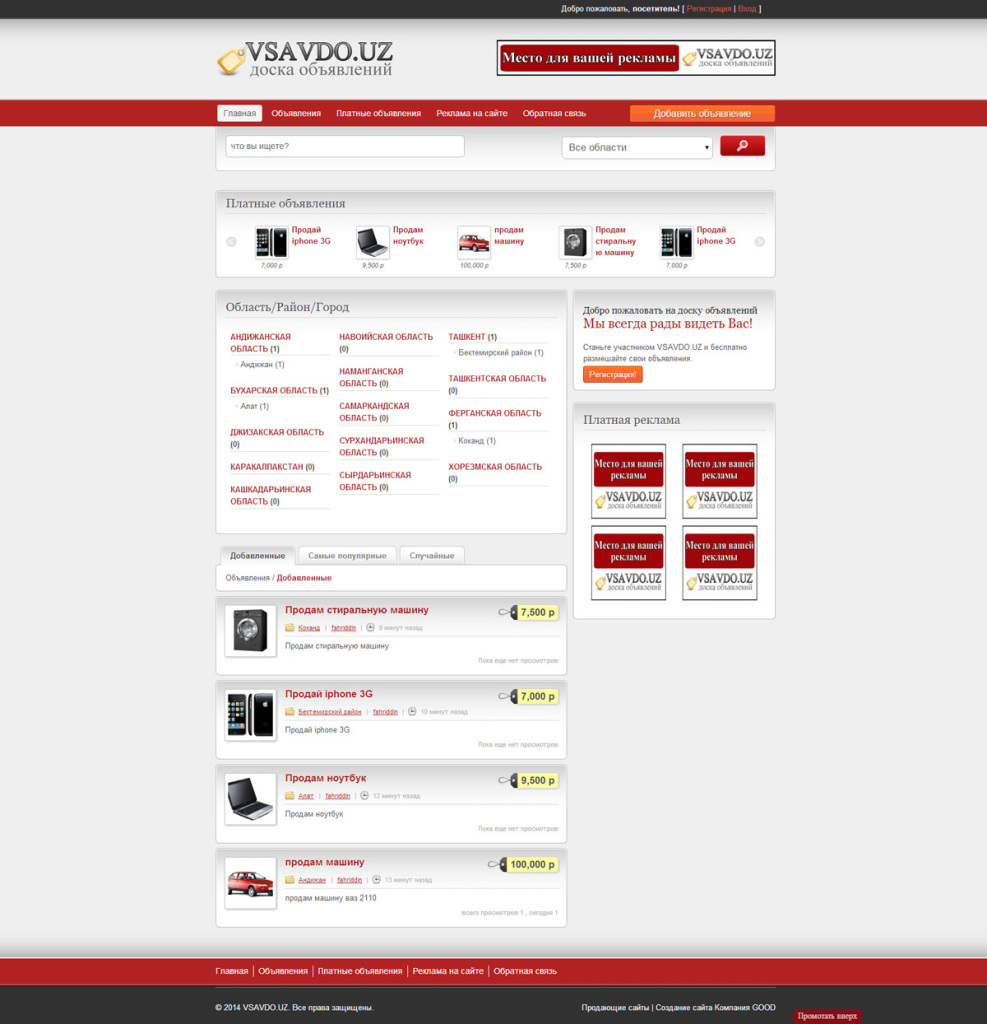 Добро пожаловать, посетитель! [ Регистрация | Вход ]
VSAVDO.UZ
доска объявлений
Место для вашей рекламы VSAVDO.UZ
доска объявлений
Главная Объявления Платные объявления Реклама на сайте Обратная связь Добавить объявление
что вы ищете? Все области
Платные объявления
Продай
iphone 3G
7,000 р
Продам
ноутбук
9,500 р
продам
машину
100,000 р
Продам
стиральну
ю машину
7,500 р
Продай
iphone 3G
7,000 р
Область/Район/Город
АНДИЖАНСКАЯ
ОБЛАСТЬ (1)
Андижан (1)
БУХАРСКАЯ ОБЛАСТЬ (1)
Алат (1)
ДЖИЗАКСКАЯ ОБЛАСТЬ
(0)
КАРАКАЛПАКСТАН (0)
КАШКАДАРЬИНСКАЯ
ОБЛАСТЬ (0)
НАВОИЙСКАЯ ОБЛАСТЬ
(0)
НАМАНГАНСКАЯ
ОБЛАСТЬ (0)
САМАРКАНДСКАЯ
ОБЛАСТЬ (0)
СУРХАНДАРЬИНСКАЯ
ОБЛАСТЬ (0)
СЫРДАРЬИНСКАЯ
ОБЛАСТЬ (0)
ТАШКЕНТ (1)
Бектемирский район (1)
ТАШКЕНТСКАЯ ОБЛАСТЬ
(0)
ФЕРГАНСКАЯ ОБЛАСТЬ
(1)
Коканд (1)
ХОРЕЗМСКАЯ ОБЛАСТЬ
(0)
Добро пожаловать на доску объявлений
Мы всегда рады видеть Вас!
Станьте участником VSAVDO.UZ и бесплатно
размещайте свои объявления.
Регистрация!
Платная реклама
Место для вашей
рекламы
VSAVDO.UZ
доска объявлений
Место для вашей
рекламы
VSAVDO.UZ
доска объявлений
Место для вашей
рекламы
VSAVDO.UZ
доска объявлений
Место для вашей
рекламы
VSAVDO.UZ
доска объявлений
Добавленные Самые популярные Случайные
Объявления / Добавленные
Продам стиральную машину 7,500 р
Коканд | fahriddin | 9 минут назад
Продам стиральную машину
Пока еще нет просмотров
Продай iphone 3G 7,000 р
Бектемирский район | fahriddin | 10 минут назад
Продай iphone 3G
Пока еще нет просмотров
Продам ноутбук 9,500 р
Алат | fahriddin | 12 минут назад
Продам ноутбук
Пока еще нет просмотров
продам машину 100,000 р
Андижан | fahriddin | 13 минут назад
продам машину ваз 2110
всего просмотров 1 , сегодня 1
Главная | Объявления | Платные объявления | Реклама на сайте | Обратная связь
© 2014 VSAVDO.UZ. Все права защищены. Продающие сайты | Создание сайта Компания GOOD
Промотать вверх